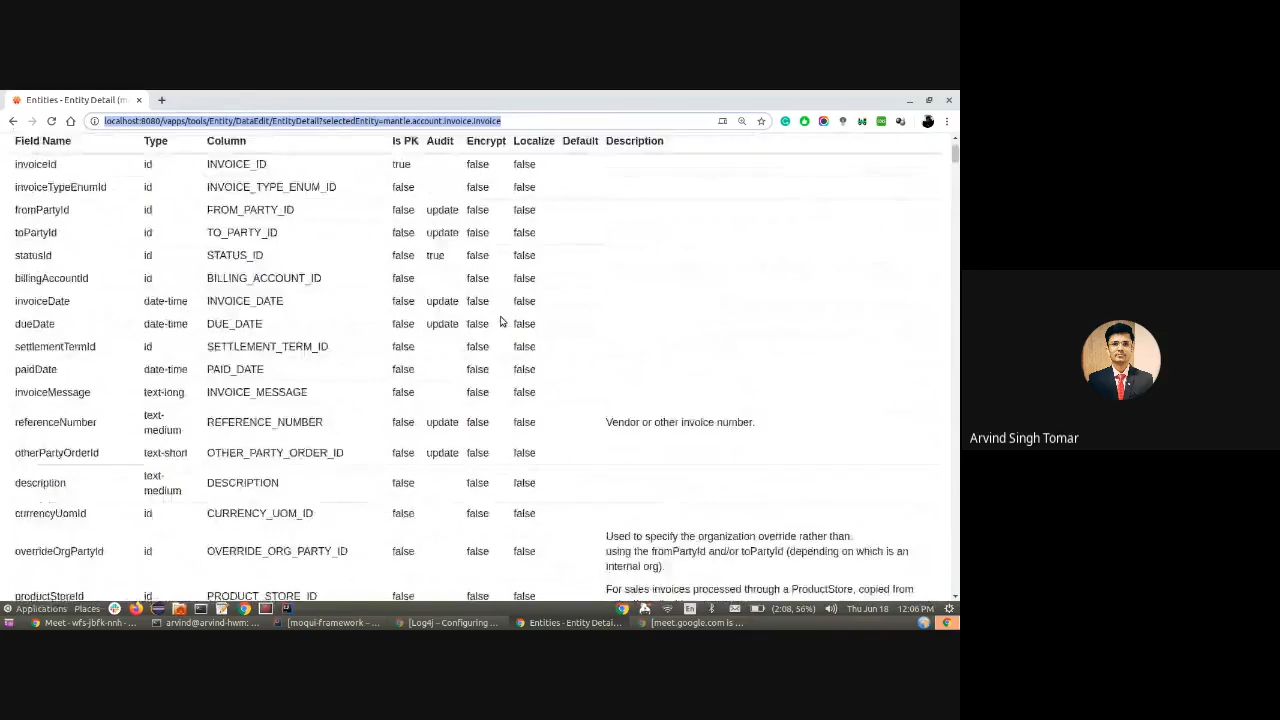 Entities - Entity Detail (m
localhost:8080/vapps/tools/Entity/DataEdit/EntityDetail?selectedEntity=mantle.account.invoice.Invoice
Field Name Type Column Is PK Audit Encrypt Localize Default Description
invoiceId id INVOICE_ID true false false
invoiceTypeEnumId id INVOICE_TYPE_ENUM_ID false false false
fromPartyId id FROM_PARTY_ID false update false false
toPartyId id TO_PARTY_ID false update false false
statusId id STATUS_ID false true false false
billingAccountId id BILLING_ACCOUNT_ID false false false
invoiceDate date-time INVOICE_DATE false update false false
dueDate date-time DUE_DATE false update false false
settlementTermId id SETTLEMENT_TERM_ID false false false
paidDate date-time PAID_DATE false false false
invoiceMessage text-long INVOICE_MESSAGE false false false
referenceNumber text-medium REFERENCE_NUMBER false update false false Vendor or other invoice number.
otherPartyOrderId text-short OTHER_PARTY_ORDER_ID false update false false
description text-medium DESCRIPTION false false false
currencyUomId id CURRENCY_UOM_ID false false false
overrideOrgPartyId id OVERRIDE_ORG_PARTY_ID false false false
Used to specify the organization override rather than.
using the fromPartyId and/or toPartyId (depending on which is an
internal org).
productStoreId id PRODUCT_STORE_ID false false false
For sales invoices processed through a ProductStore, copied from
Applications Places En (2:08, 56%) Thu Jun 18 12:06 PM
Meet - wfs-jbfk-nnh - ... arvind@arvind-hwm: ... [moqui-framework – ... [Log4j – Configuring ... Entities - Entity Detai... [meet.google.com is ...
Arvind Singh Tomar